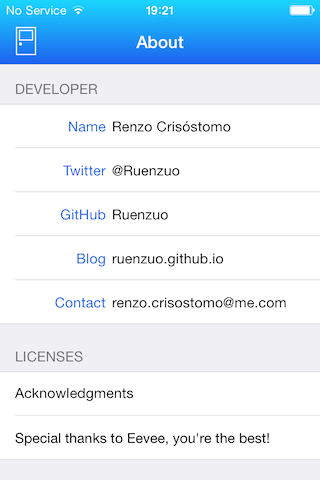 No Service 19:21
About
DEVELOPER
Name Renzo Crisóstomo
Twitter @Ruenzuo
GitHub Ruenzuo
Blog ruenzuo.github.io
Contact renzo.crisostomo@me.com
LICENSES
Acknowledgments
Special thanks to Eevee, you're the best!